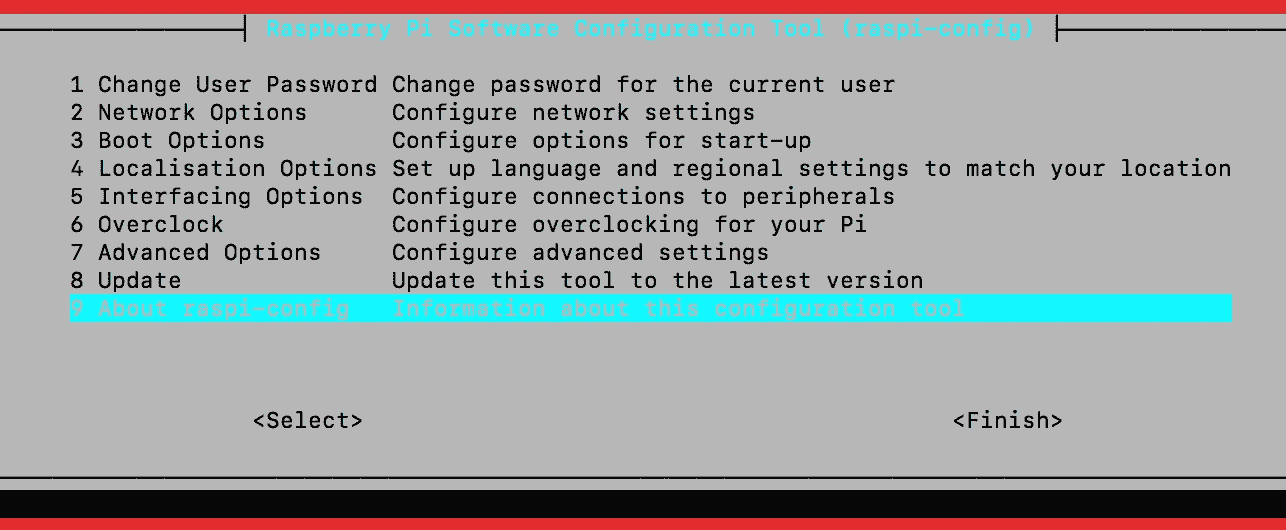 Raspberry Pi Software Configuration Tool (raspi-config)
1 Change User Password Change password for the current user
2 Network Options Configure network settings
3 Boot Options Configure options for start-up
4 Localisation Options Set up language and regional settings to match your location
5 Interfacing Options Configure connections to peripherals
6 Overclock Configure overclocking for your Pi
7 Advanced Options Configure advanced settings
8 Update Update this tool to the latest version
9 About raspi-config Information about this configuration tool
<Select> <Finish>